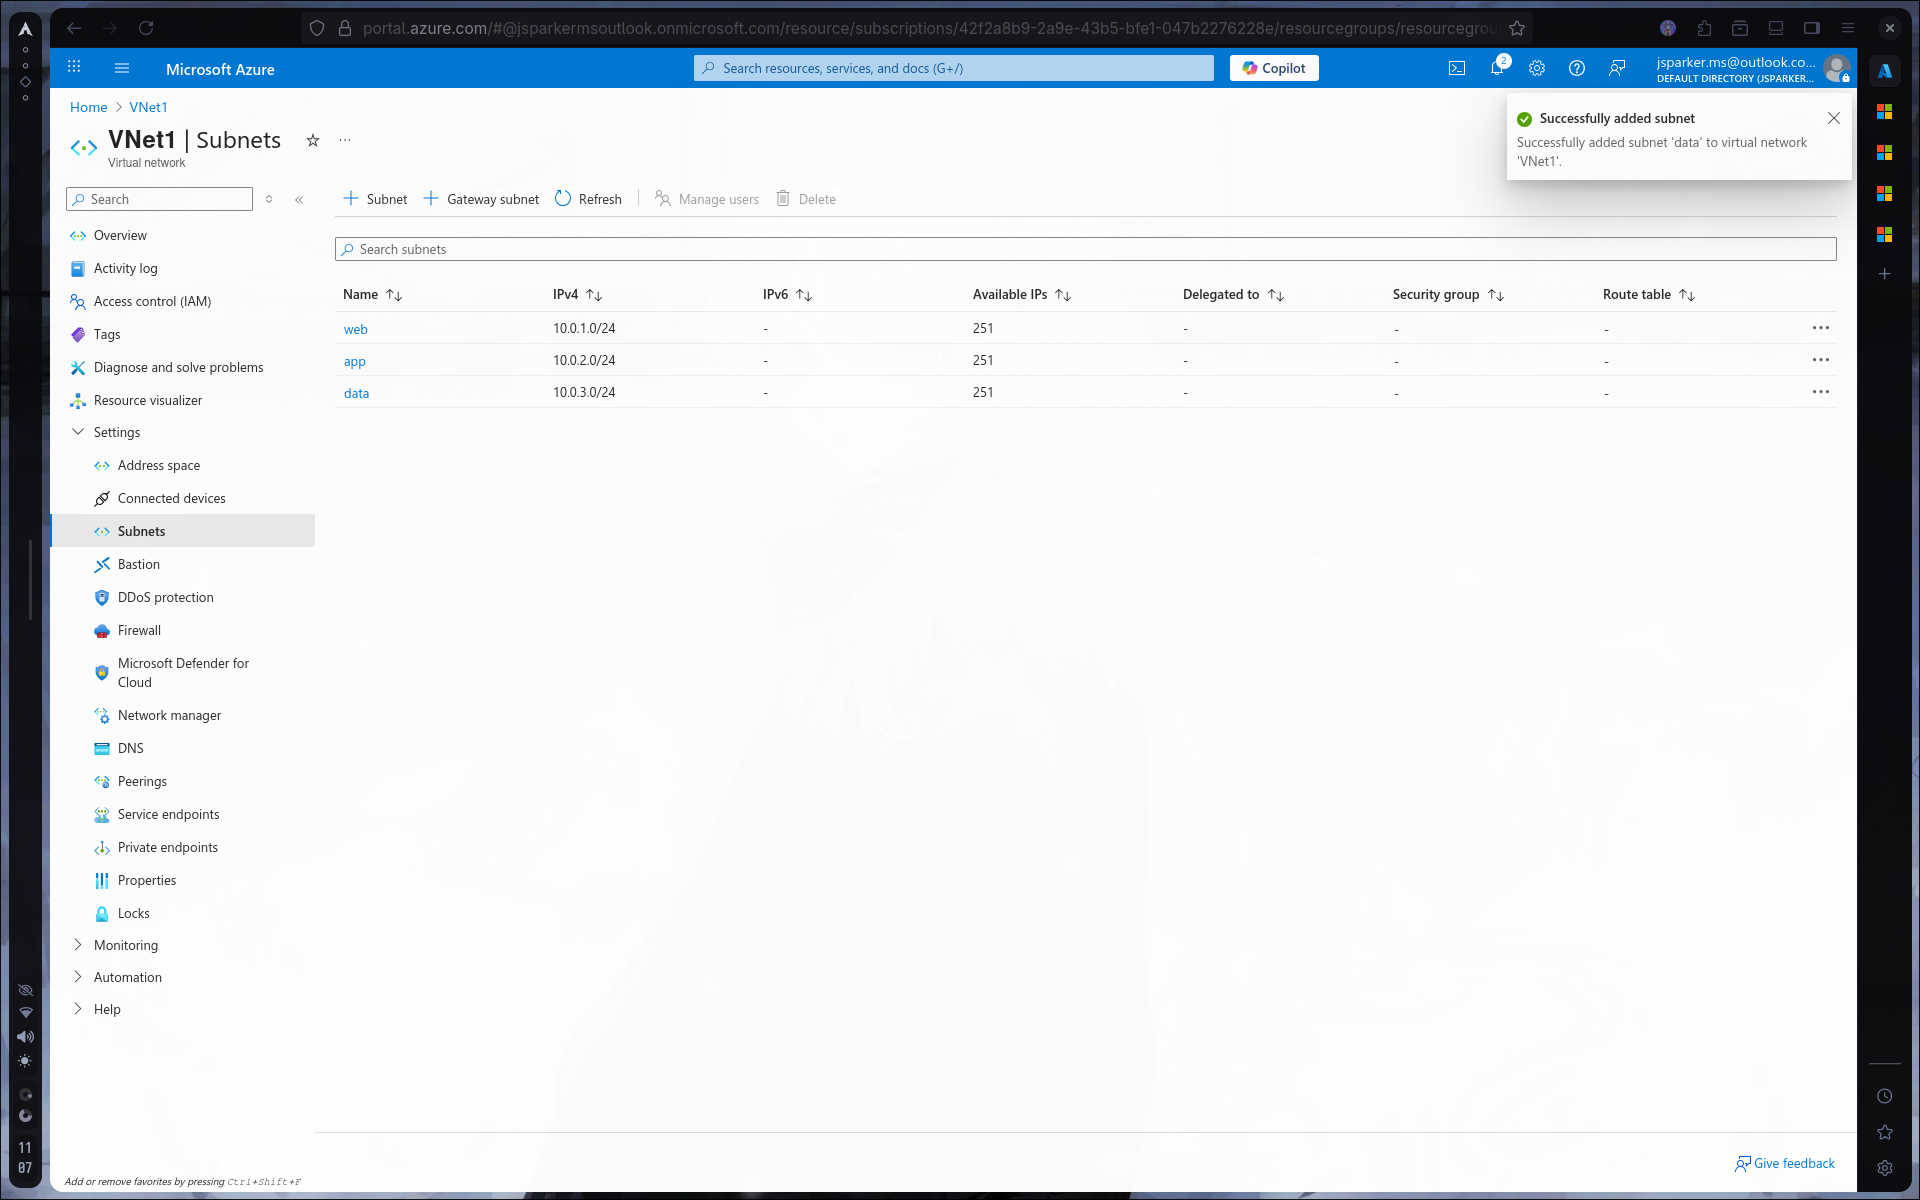 portal.azure.com/#@jsparkermsoutlook.onmicrosoft.com/resource/subscriptions/42f2a8b9-2a9e-43b5-bfe1-047b2276228e/resourcegroups/resourcegrou
Microsoft Azure
Search resources, services, and docs (G+/)
Copilot
2
jsparker.ms@outlook.co...
DEFAULT DIRECTORY (JSPARKER...
Home > VNet1
VNet1 | Subnets
Virtual network
Successfully added subnet
Successfully added subnet 'data' to virtual network
'VNet1'.
Search
Subnet
Gateway subnet
Refresh
Manage users
Delete
Search subnets
Overview
Activity log
Access control (IAM)
Tags
Diagnose and solve problems
Resource visualizer
Settings
Address space
Connected devices
Subnets
Bastion
DDoS protection
Firewall
Microsoft Defender for
Cloud
Network manager
DNS
Peerings
Service endpoints
Private endpoints
Properties
Locks
Monitoring
Automation
Help
Name IPv4 IPv6 Available IPs Delegated to Security group Route table
web 10.0.1.0/24 - 251 - - -
app 10.0.2.0/24 - 251 - - -
data 10.0.3.0/24 - 251 - - -
Give feedback
Add or remove favorites by pressing Ctrl+Shift+F
11
07